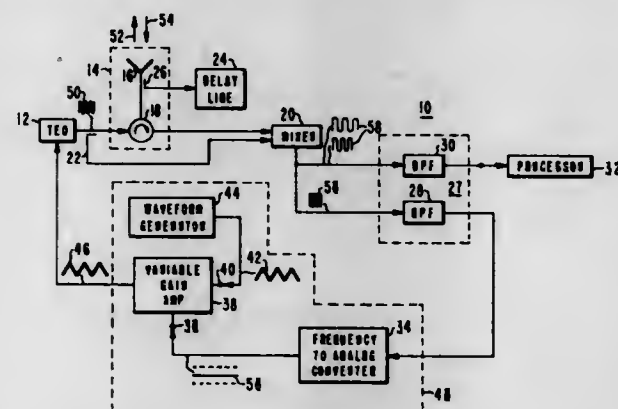 52
54
14
24
16
26
DELAY
LINE
50
18
20
10
12
TEO
MIXER
58
30
22
BPF
PROCESSOR
32
44
58
28
27
WAVEFORM
GENERATOR
BPF
46
42
40
VARIABLE
GAIN
AMP
38
34
38
FREQUENCY
TO ANALOG
CONVERTER
56
48